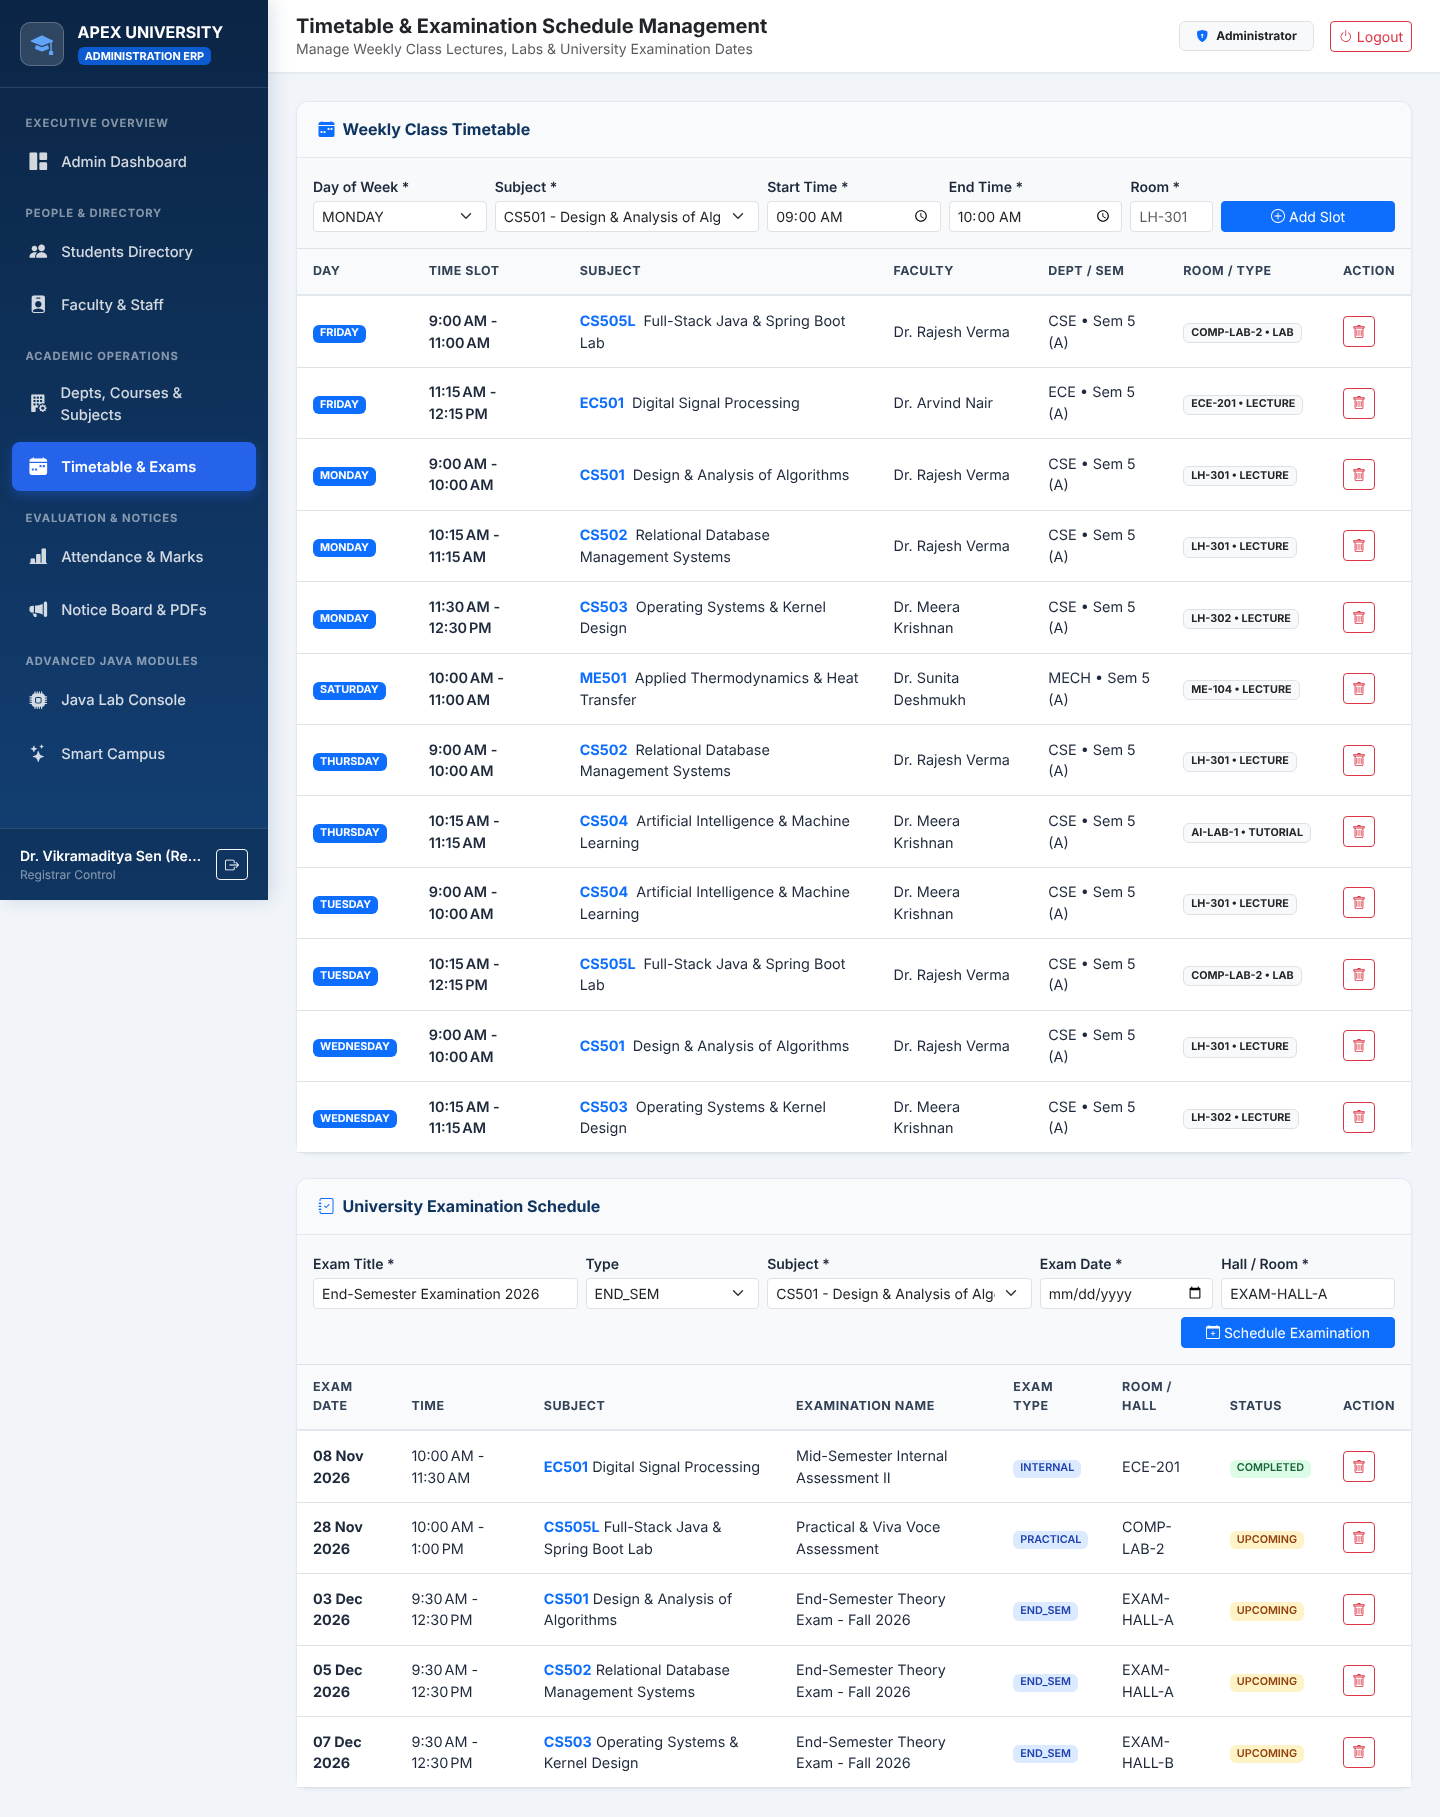 APEX UNIVERSITY
ADMINISTRATION ERP
EXECUTIVE OVERVIEW
Admin Dashboard
PEOPLE & DIRECTORY
Students Directory
Faculty & Staff
ACADEMIC OPERATIONS
Depts, Courses &
Subjects
Timetable & Exams
EVALUATION & NOTICES
Attendance & Marks
Notice Board & PDFs
ADVANCED JAVA MODULES
Java Lab Console
Smart Campus
Dr. Vikramaditya Sen (Re...
Registrar Control
Timetable & Examination Schedule Management
Manage Weekly Class Lectures, Labs & University Examination Dates
Administrator
Logout
Weekly Class Timetable
Day of Week * Subject * Start Time * End Time * Room *
MONDAY CS501 - Design & Analysis of Alg 09:00 AM 10:00 AM LH-301 Add Slot
DAY TIME SLOT SUBJECT FACULTY DEPT / SEM ROOM / TYPE ACTION
FRIDAY 9:00 AM - 11:00 AM CS505L Full-Stack Java & Spring Boot Lab Dr. Rajesh Verma CSE • Sem 5 (A) COMP-LAB-2 • LAB
FRIDAY 11:15 AM - 12:15 PM EC501 Digital Signal Processing Dr. Arvind Nair ECE • Sem 5 (A) ECE-201 • LECTURE
MONDAY 9:00 AM - 10:00 AM CS501 Design & Analysis of Algorithms Dr. Rajesh Verma CSE • Sem 5 (A) LH-301 • LECTURE
MONDAY 10:15 AM - 11:15 AM CS502 Relational Database Management Systems Dr. Rajesh Verma CSE • Sem 5 (A) LH-301 • LECTURE
MONDAY 11:30 AM - 12:30 PM CS503 Operating Systems & Kernel Design Dr. Meera Krishnan CSE • Sem 5 (A) LH-302 • LECTURE
SATURDAY 10:00 AM - 11:00 AM ME501 Applied Thermodynamics & Heat Transfer Dr. Sunita Deshmukh MECH • Sem 5 (A) ME-104 • LECTURE
THURSDAY 9:00 AM - 10:00 AM CS502 Relational Database Management Systems Dr. Rajesh Verma CSE • Sem 5 (A) LH-301 • LECTURE
THURSDAY 10:15 AM - 11:15 AM CS504 Artificial Intelligence & Machine Learning Dr. Meera Krishnan CSE • Sem 5 (A) AI-LAB-1 • TUTORIAL
TUESDAY 9:00 AM - 10:00 AM CS504 Artificial Intelligence & Machine Learning Dr. Meera Krishnan CSE • Sem 5 (A) LH-301 • LECTURE
TUESDAY 10:15 AM - 12:15 PM CS505L Full-Stack Java & Spring Boot Lab Dr. Rajesh Verma CSE • Sem 5 (A) COMP-LAB-2 • LAB
WEDNESDAY 9:00 AM - 10:00 AM CS501 Design & Analysis of Algorithms Dr. Rajesh Verma CSE • Sem 5 (A) LH-301 • LECTURE
WEDNESDAY 10:15 AM - 11:15 AM CS503 Operating Systems & Kernel Design Dr. Meera Krishnan CSE • Sem 5 (A) LH-302 • LECTURE
University Examination Schedule
Exam Title * Type Subject * Exam Date * Hall / Room *
End-Semester Examination 2026 END_SEM CS501 - Design & Analysis of Algo mm/dd/yyyy EXAM-HALL-A
Schedule Examination
EXAM DATE TIME SUBJECT EXAMINATION NAME EXAM TYPE ROOM / HALL STATUS ACTION
08 Nov 2026 10:00 AM - 11:30 AM EC501 Digital Signal Processing Mid-Semester Internal Assessment II INTERNAL ECE-201 COMPLETED
28 Nov 2026 10:00 AM - 1:00 PM CS505L Full-Stack Java & Spring Boot Lab Practical & Viva Voce Assessment PRACTICAL COMP-LAB-2 UPCOMING
03 Dec 2026 9:30 AM - 12:30 PM CS501 Design & Analysis of Algorithms End-Semester Theory Exam - Fall 2026 END_SEM EXAM-HALL-A UPCOMING
05 Dec 2026 9:30 AM - 12:30 PM CS502 Relational Database Management Systems End-Semester Theory Exam - Fall 2026 END_SEM EXAM-HALL-A UPCOMING
07 Dec 2026 9:30 AM - 12:30 PM CS503 Operating Systems & Kernel Design End-Semester Theory Exam - Fall 2026 END_SEM EXAM-HALL-B UPCOMING